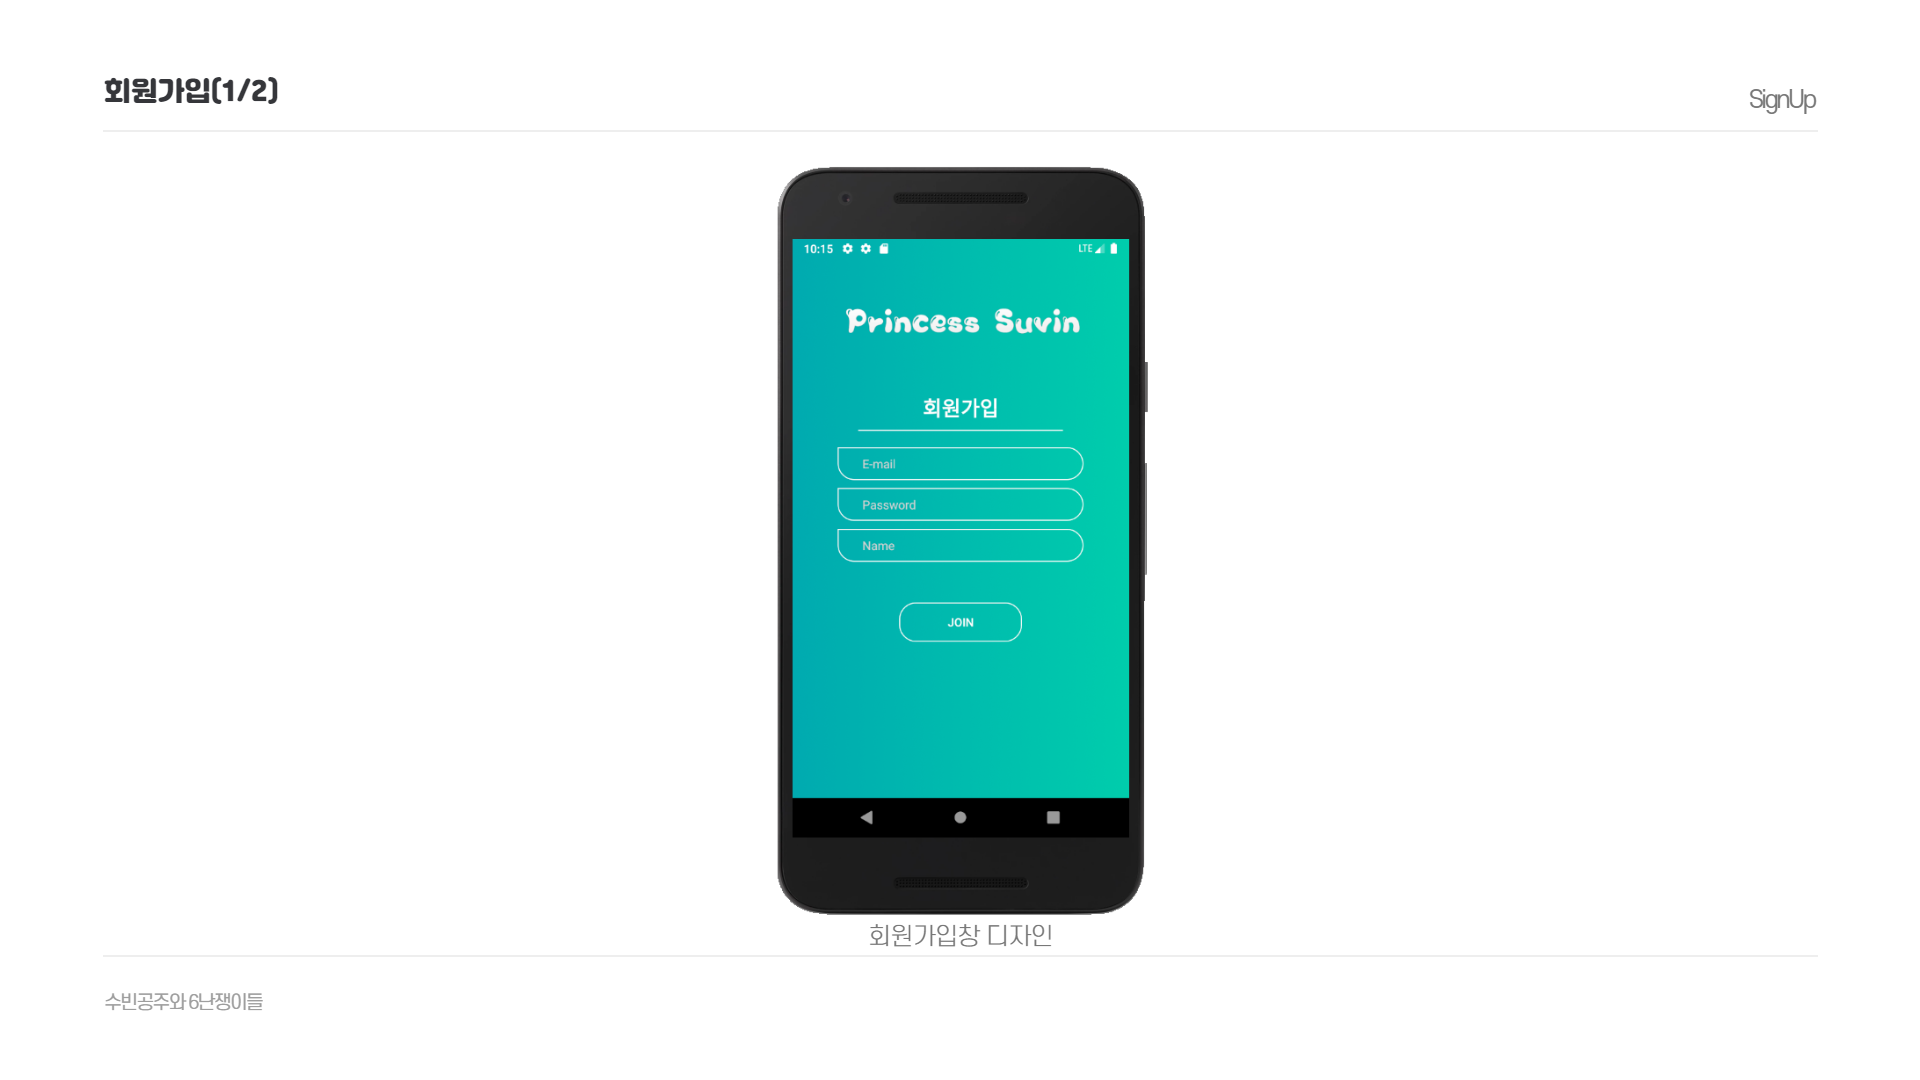 회원가입(1/2)
SignUp
10:15
LTE
Princess Suvin
회원가입
E-mail
Password
Name
JOIN
회원가입창 디자인
수빈공주와 6난쟁이들